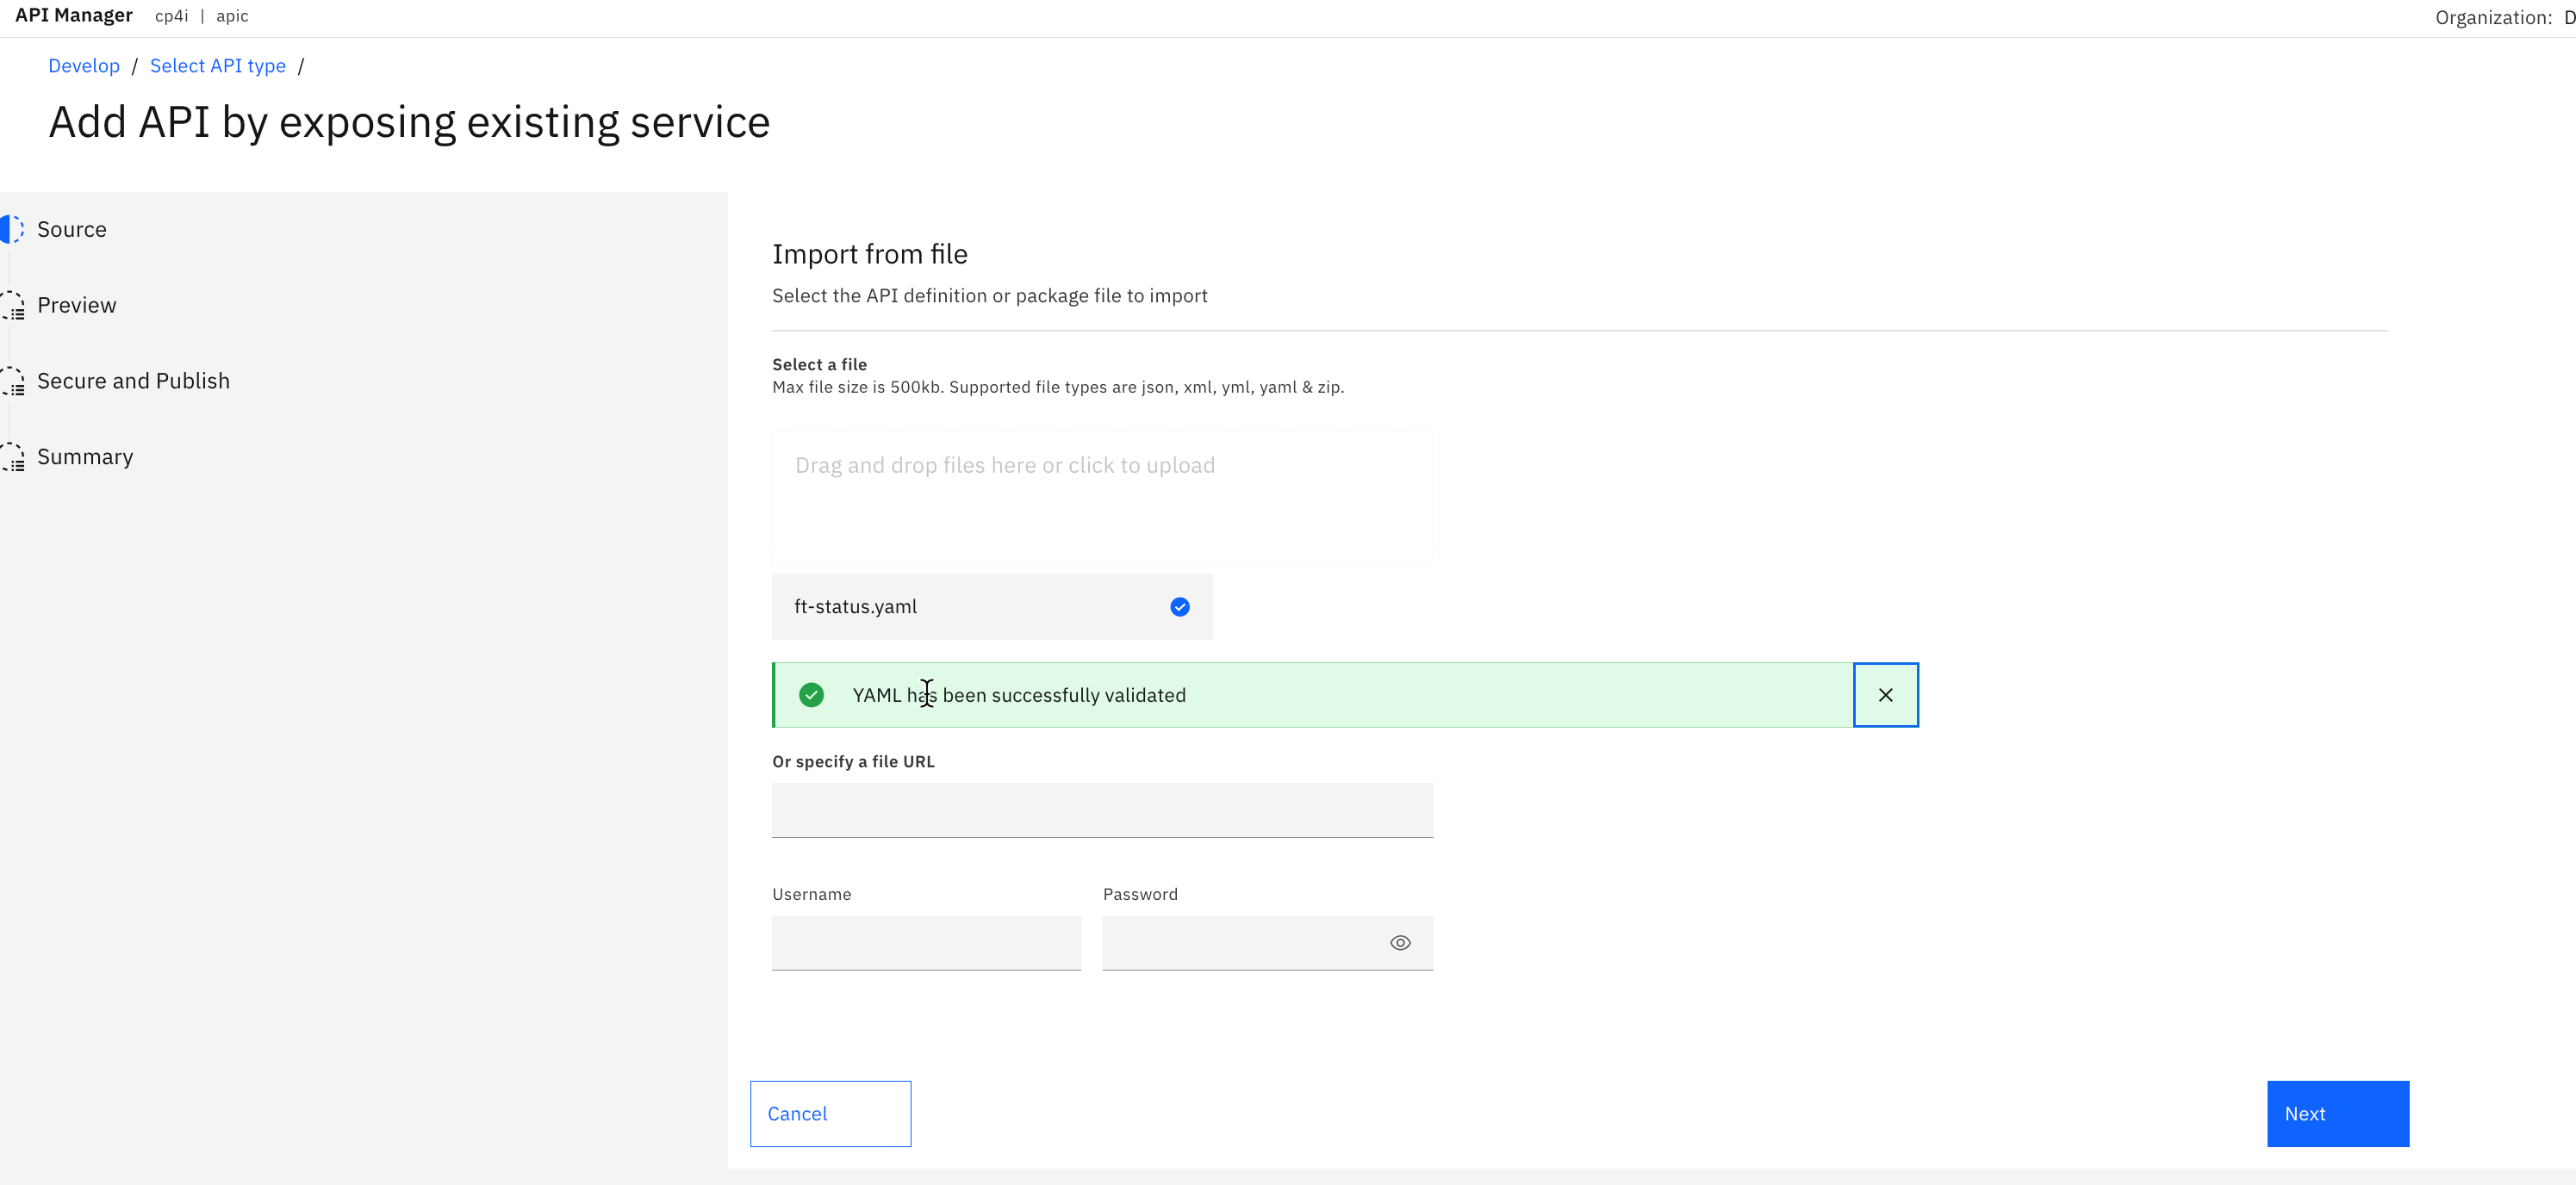 API Manager cp4i | apic Organization: D
Develop / Select API type /
Add API by exposing existing service
Source
Preview
Secure and Publish
Summary
Import from file
Select the API definition or package file to import
Select a file
Max file size is 500kb. Supported file types are json, xml, yml, yaml & zip.
Drag and drop files here or click to upload
ft-status.yaml
YAML has been successfully validated
Or specify a file URL
Username Password
Cancel Next